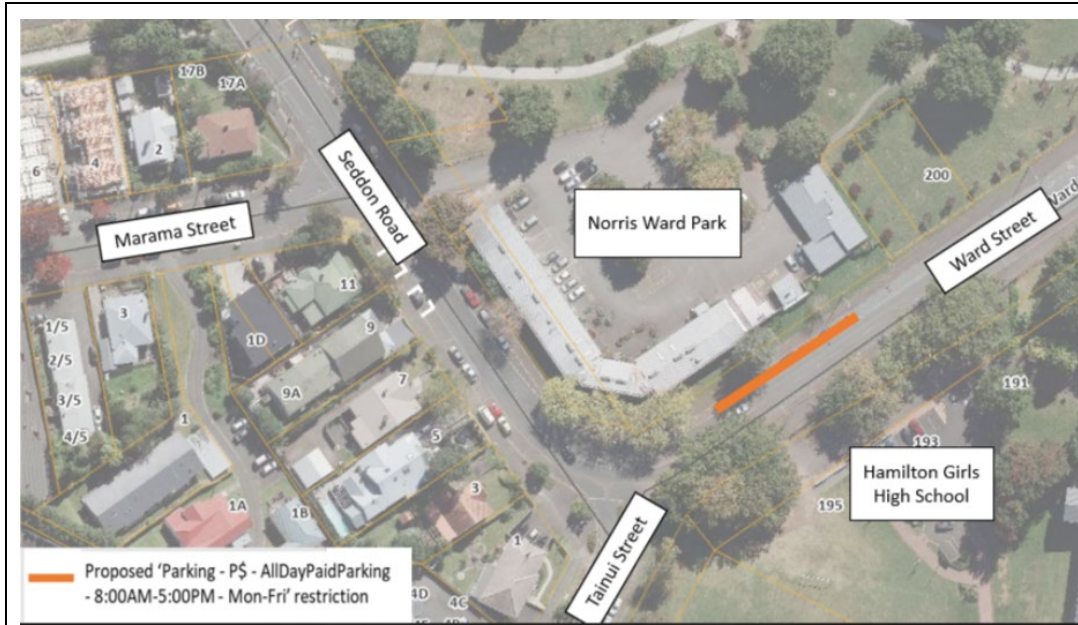 17B
17A
6
4
2
Seddon Road
Norris Ward Park
200
Ward Street
Ward
Marama Street
11
3
1/5
2/5
3/5
4/5
1D
9
9A
7
1
5
191
193
Hamilton Girls
High School
195
3
1A
1B
1
Tainui Street
4D
4C
Proposed 'Parking - P$ - AllDayPaidParking
- 8:00AM-5:00PM - Mon-Fri' restriction